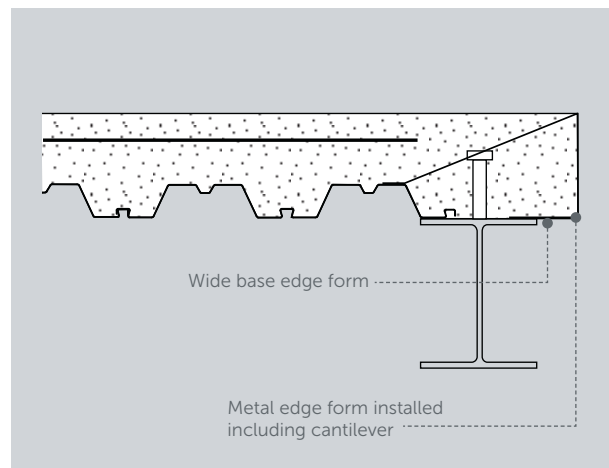 Wide base edge form
Metal edge form installed
including cantilever